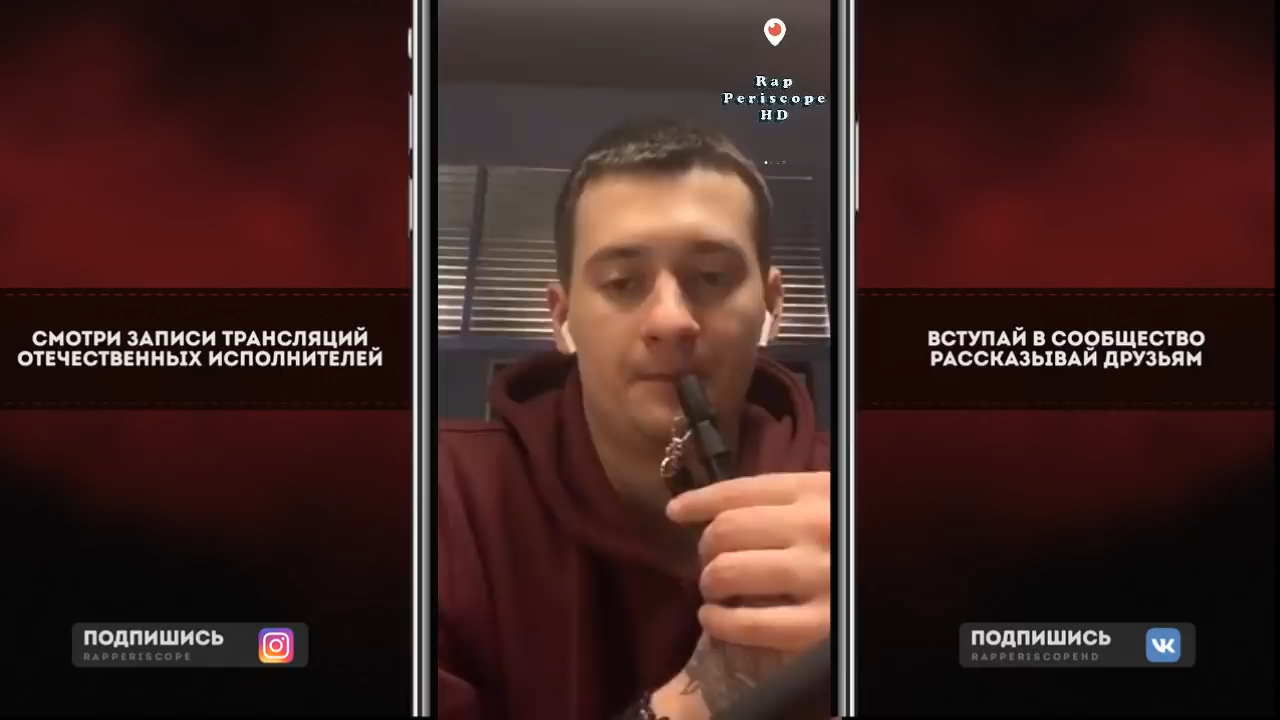 Rap
Periscope
HD
СМОТРИ ЗАПИСИ ТРАНСЛЯЦИЙ
ОТЕЧЕСТВЕННЫХ ИСПОЛНИТЕЛЕЙ
ВСТУПАЙ В СООБЩЕСТВО
РАССКАЗЫВАЙ ДРУЗЬЯМ
ПОДПИШИСЬ
RAPPERISCOPE
ПОДПИШИСЬ
RAPPERISCOPEHD